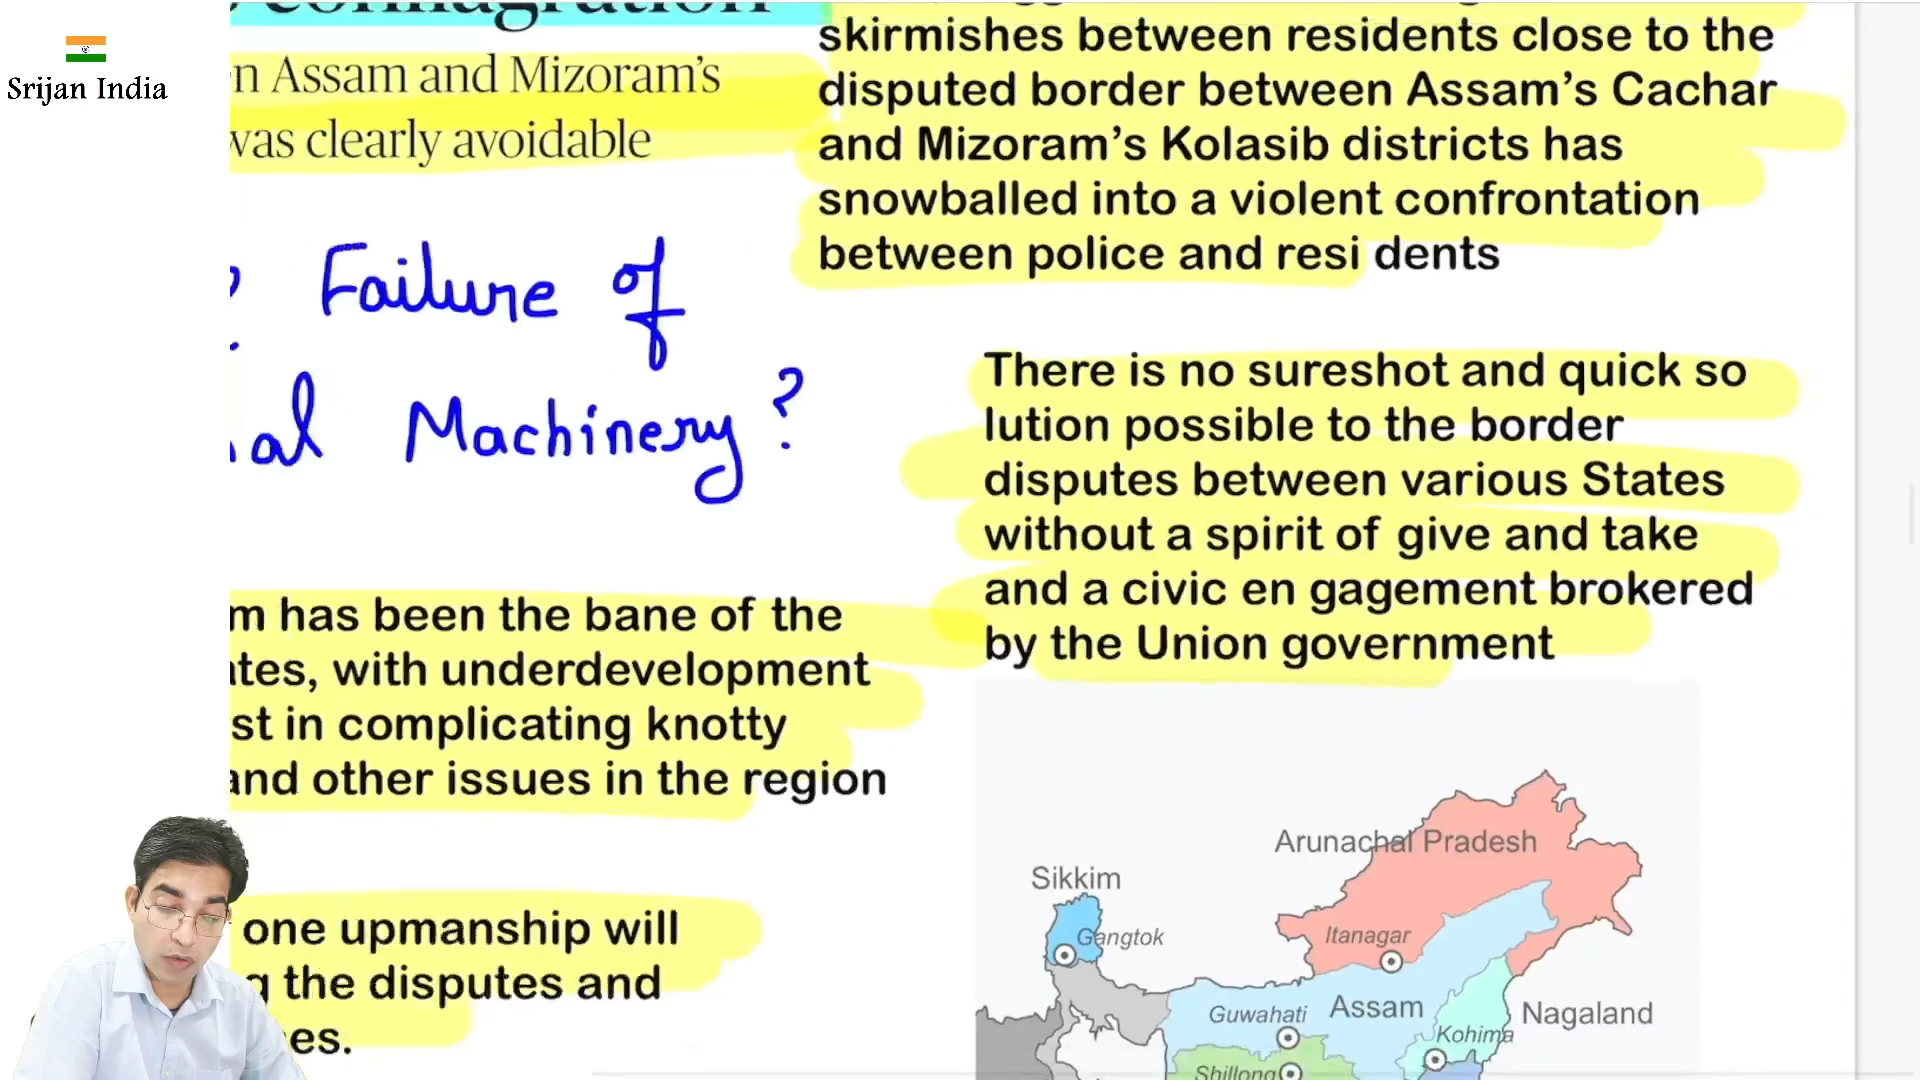 Srijan India
conflagration
n Assam and Mizoram's
was clearly avoidable
Failure of
al Machinery?
m has been the bane of the
tes, with underdevelopment
st in complicating knotty
and other issues in the region
one upmanship will
g the disputes and
es.
skirmishes between residents close to the
disputed border between Assam's Cachar
and Mizoram's Kolasib districts has
snowballed into a violent confrontation
between police and resi dents
There is no sureshot and quick so
lution possible to the border
disputes between various States
without a spirit of give and take
and a civic en gagement brokered
by the Union government
Arunachal Pradesh
Sikkim
Itanagar
Gangtok
Assam
Guwahati
Nagaland
Kohima
Shillong